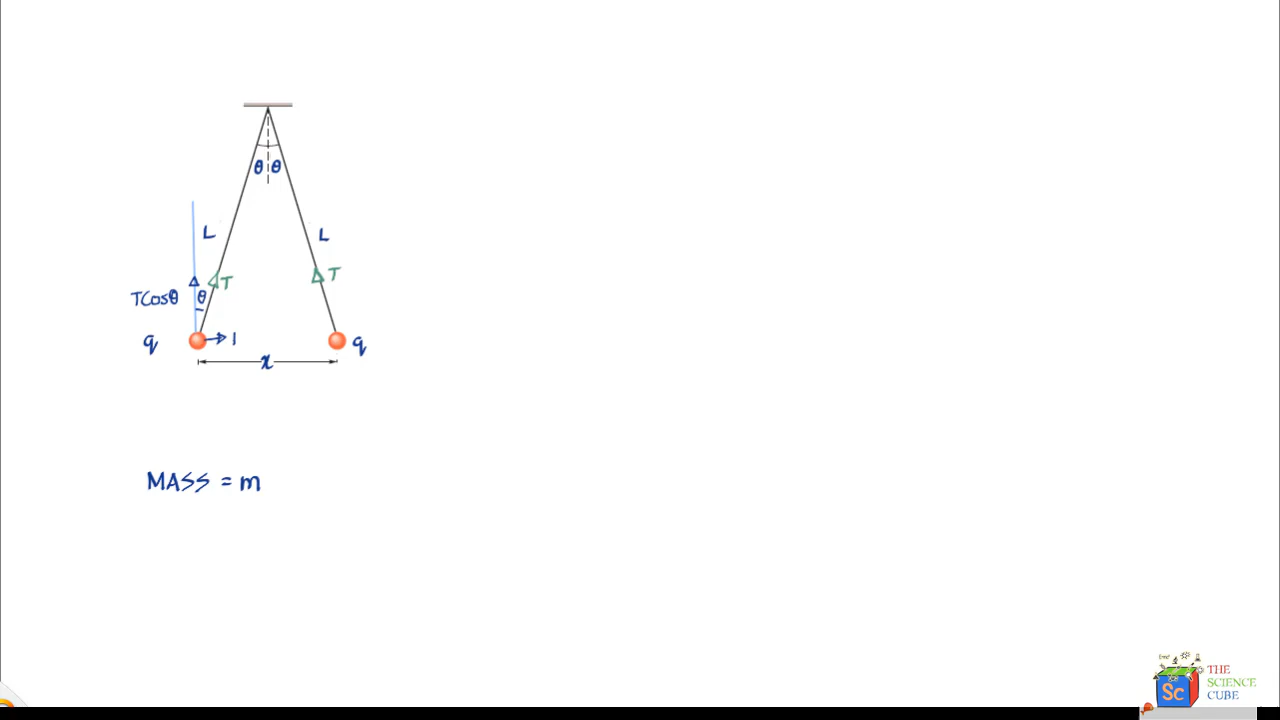 θ θ
L L
T T
TCosθ θ
q q
x
MASS = m
Sc
THE
SCIENCE
CUBE